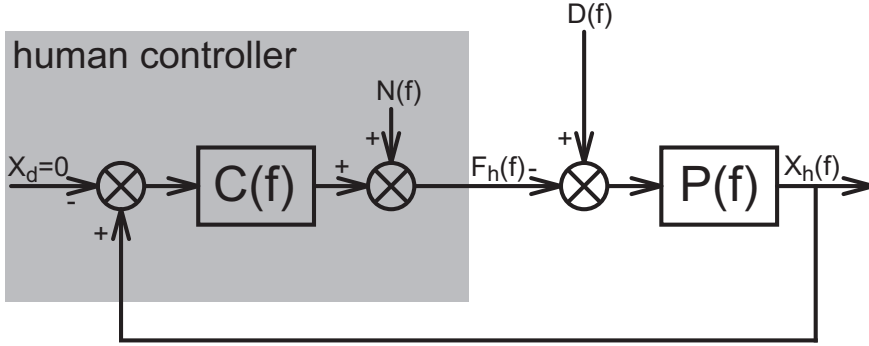 D(f)
human controller
N(f)
+
+
X_d=0
+
F_h(f)
-
X_h(f)
C(f)
P(f)
-
+